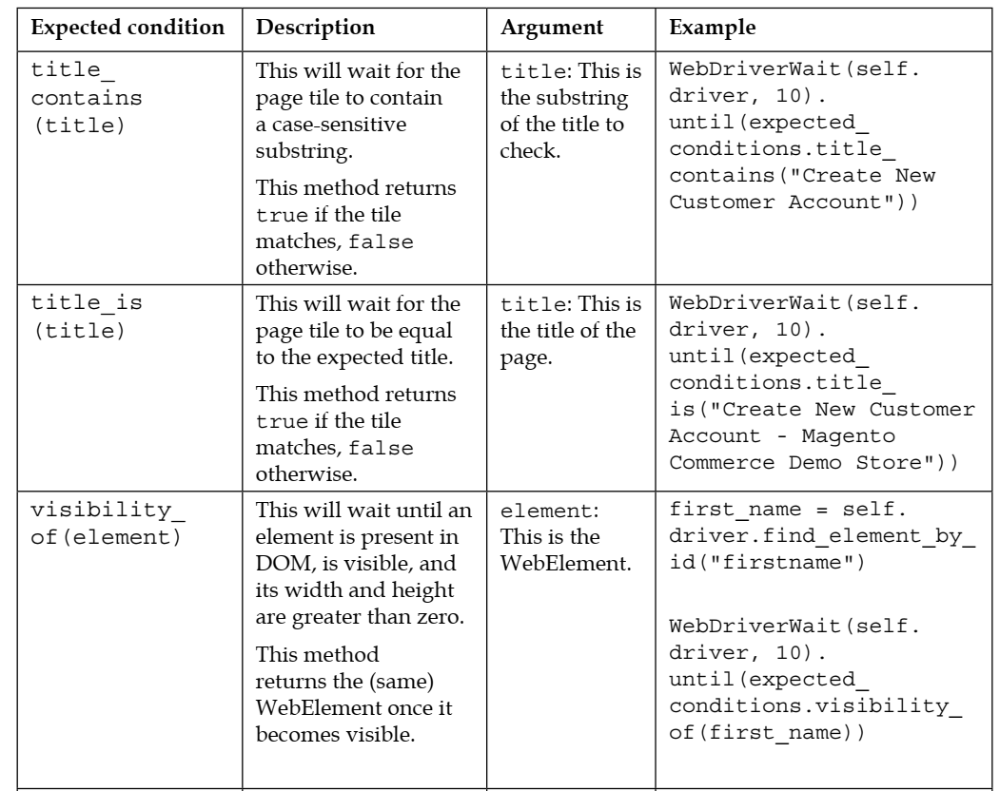 Expected condition
Description
Argument
Example
title_
contains
(title)
This will wait for the
page tile to contain
a case-sensitive
substring.
This method returns
true if the tile
matches, false
otherwise.
title: This is
the substring
of the title to
check.
WebDriverWait(self.
driver, 10).
until(expected_
conditions.title_
contains("Create New
Customer Account"))
title_is
(title)
This will wait for the
page tile to be equal
to the expected title.
This method returns
true if the tile
matches, false
otherwise.
title: This is
the title of the
page.
WebDriverWait(self.
driver, 10).
until(expected_
conditions.title_
is("Create New Customer
Account - Magento
Commerce Demo Store"))
visibility_
of(element)
This will wait until an
element is present in
DOM, is visible, and
its width and height
are greater than zero.
This method
returns the (same)
WebElement once it
becomes visible.
element:
This is the
WebElement.
first_name = self.
driver.find_element_by_
id("firstname")
WebDriverWait(self.
driver, 10).
until(expected_
conditions.visibility_
of(first_name))